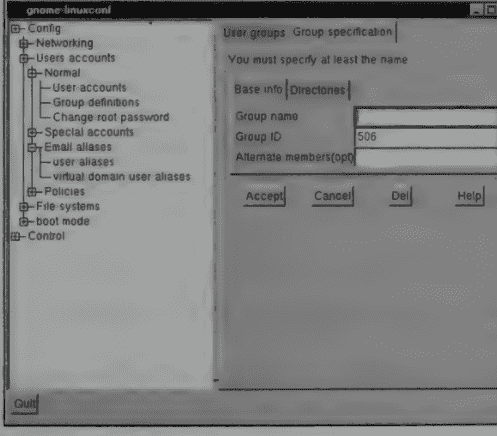 gnome-linuxconf
Config
Networking
Users accounts
Normal
User accounts
Group definitions
Change root password
Special accounts
Email aliases
user aliases
virtual domain user aliases
Policies
File systems
boot mode
Control
User groups Group specification
You must specify at least the name
Base info Directories
Group name
Group ID 506
Alternate members(opt)
Accept Cancel Del Help
Quit